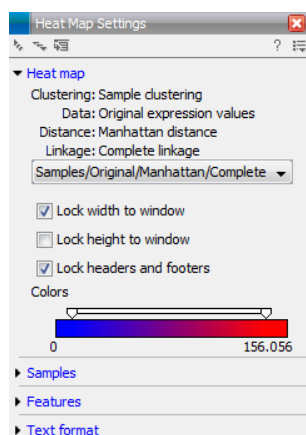 Heat Map Settings
?
Heat map
Clustering: Sample clustering
Data: Original expression values
Distance: Manhattan distance
Linkage: Complete linkage
Samples/Original/Manhattan/Complete
Lock width to window
Lock height to window
Lock headers and footers
Colors
0 156.056
Samples
Features
Text format